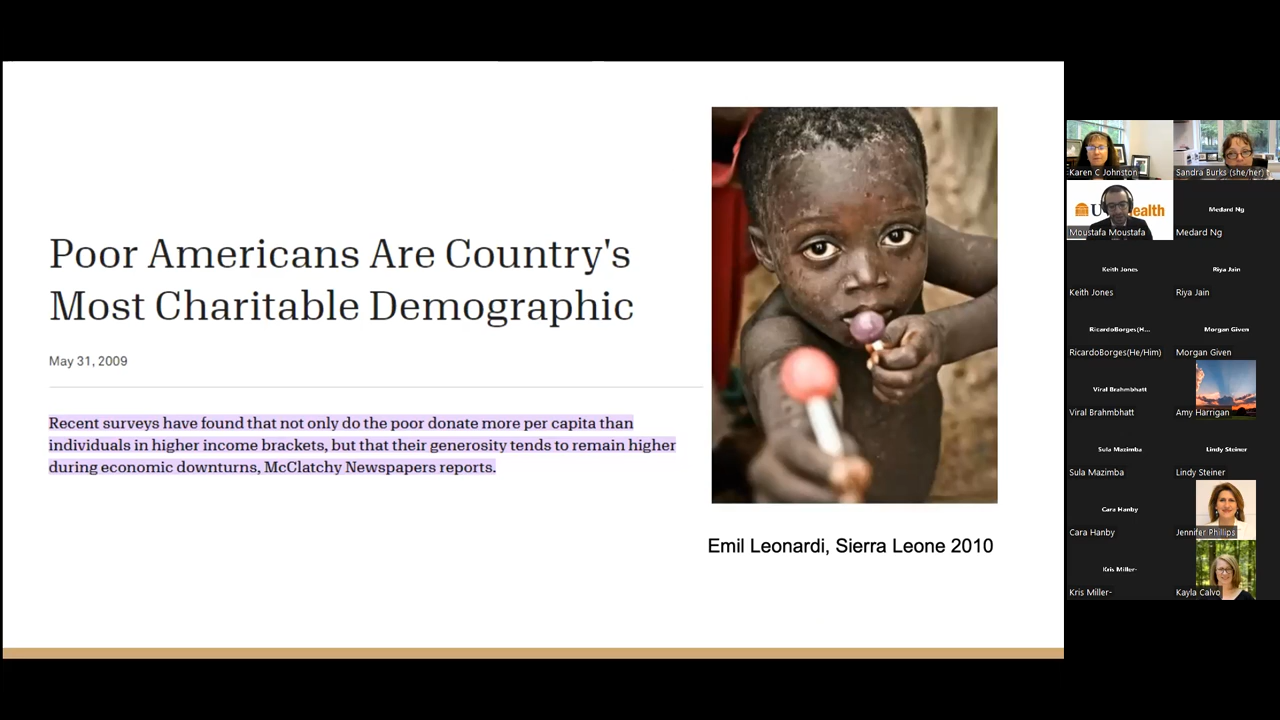 Poor Americans Are Country's
Most Charitable Demographic
May 31, 2009
Recent surveys have found that not only do the poor donate more per capita than
individuals in higher income brackets, but that their generosity tends to remain higher
during economic downturns, McClatchy Newspapers reports.
Emil Leonardi, Sierra Leone 2010
Karen C Johnston
Sandra Burks (she/her)
U
ealth
Moustafa Moustafa
Medard Ng
Medard Ng
Keith Jones
Keith Jones
Riya Jain
Riya Jain
RicardoBorges(H...
RicardoBorges(He/Him)
Morgan Given
Morgan Given
Viral Brahmbhatt
Viral Brahmbhatt
Amy Harrigan
Sula Mazimba
Sula Mazimba
Lindy Steiner
Lindy Steiner
Cara Hanby
Cara Hanby
Jennifer Phillips
Kris Miller-
Kris Miller-
Kayla Calvo